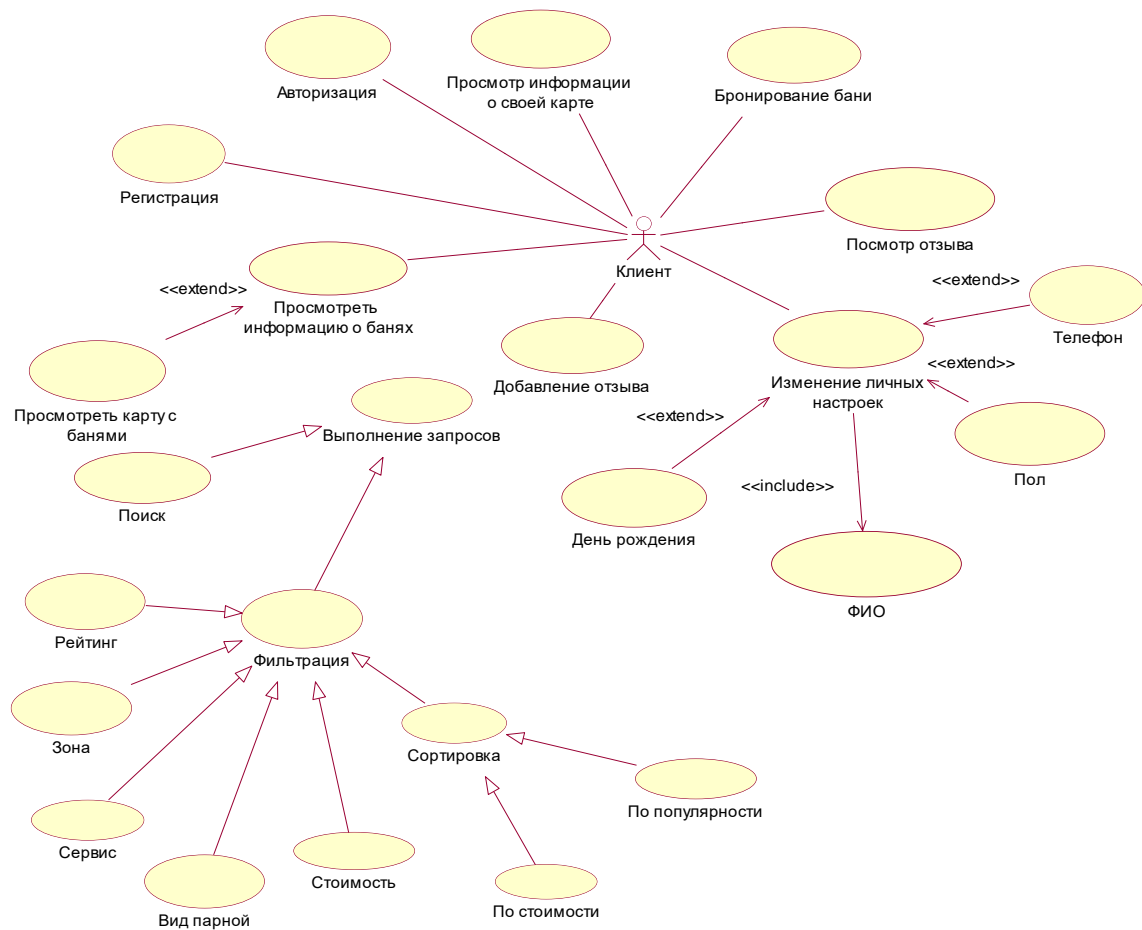 Авторизация
Просмотр информации
о своей карте
Бронирование бани
Регистрация
Посмотр отзыва
Клиент
<<extend>>
Просмотреть
информацию о банях
<<extend>>
Телефон
Добавление отзыва
Изменение личных
настроек
<<extend>>
Просмотреть карту с
банями
<<extend>>
Выполнение запросов
Пол
Поиск
<<include>>
День рождения
ФИО
Рейтинг
Фильтрация
Зона
Сортировка
По популярности
Сервис
Стоимость
Вид парной
По стоимости